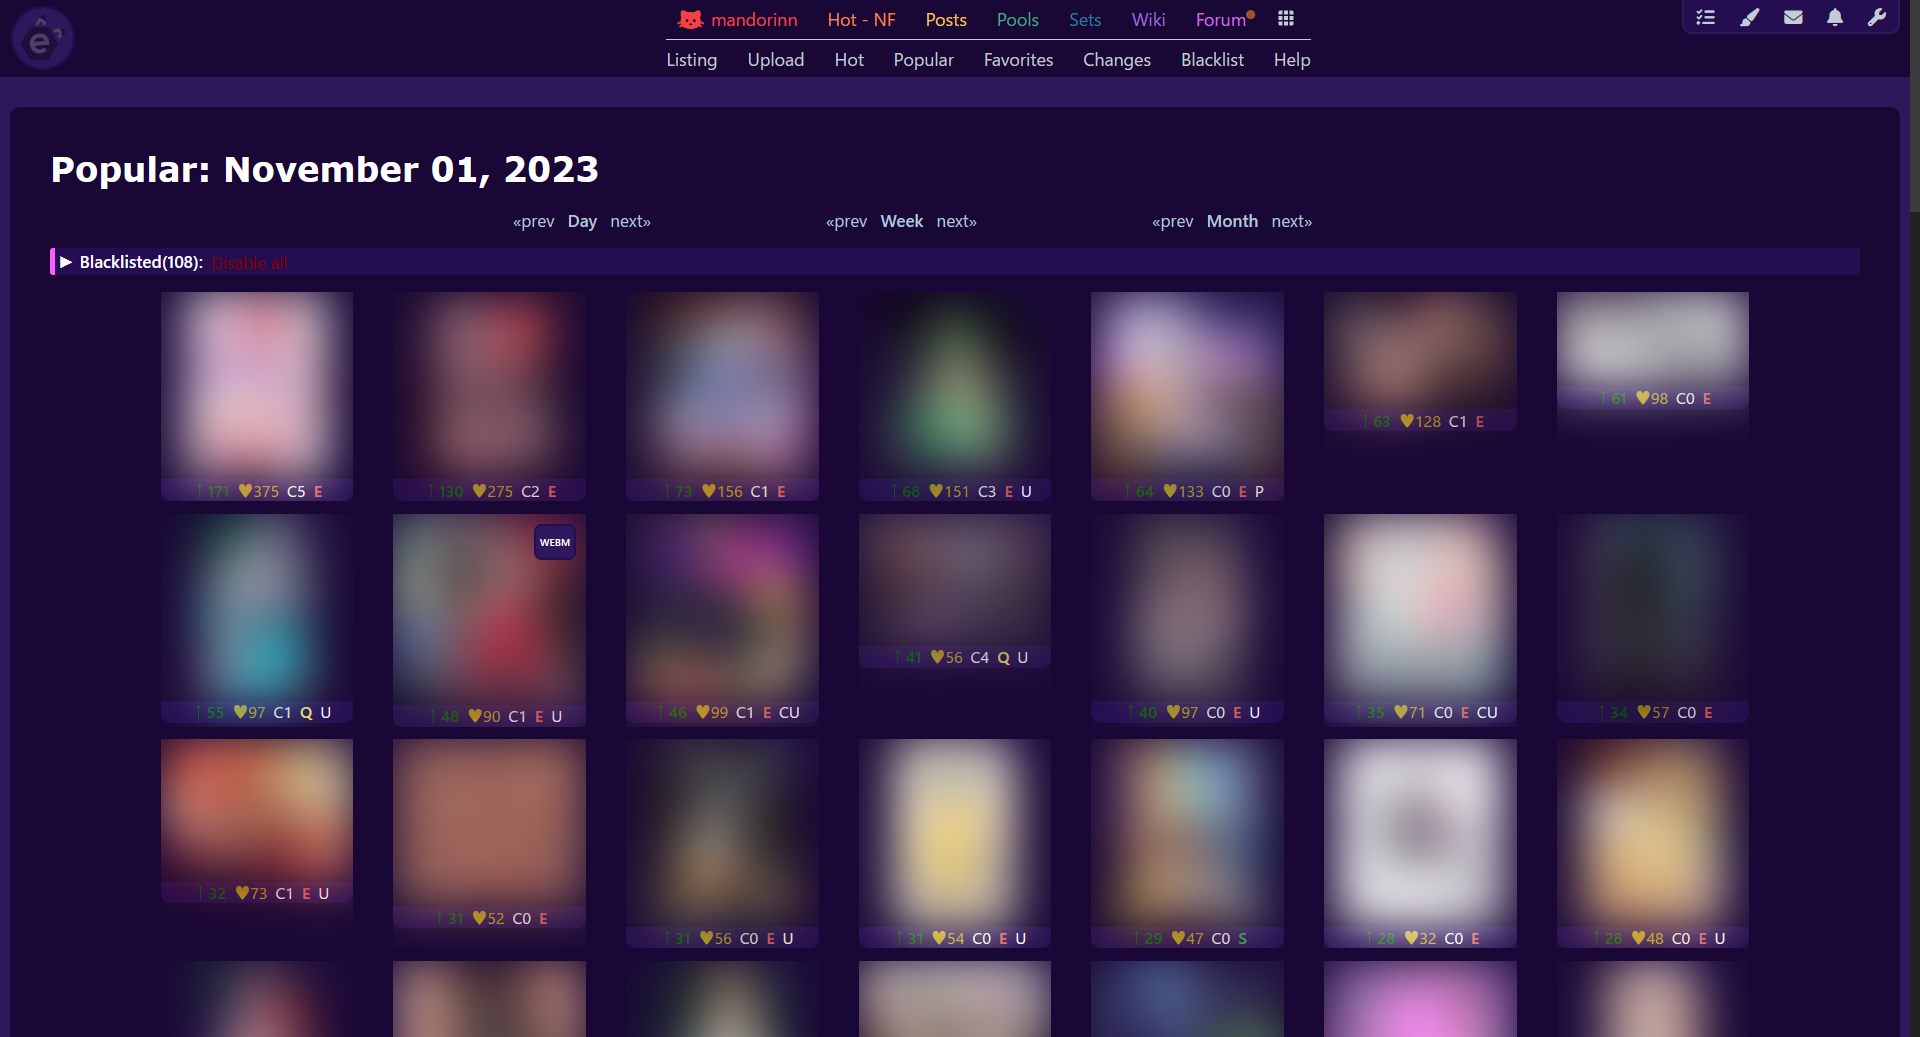 mandorinn Hot - NF Posts Pools Sets Wiki Forum
Listing Upload Hot Popular Favorites Changes Blacklist Help
Popular: November 01, 2023
«prev Day next» «prev Week next» «prev Month next»
▶ Blacklisted(108): Disable all
↑171 ♥375 C5 E
↑130 ♥275 C2 E
↑73 ♥156 C1 E
↑68 ♥151 C3 E U
↑64 ♥133 C0 E P
↑63 ♥128 C1 E
↑61 ♥98 C0 E
↑55 ♥97 C1 Q U
WEBM
↑48 ♥90 C1 E U
↑46 ♥99 C1 E CU
↑41 ♥56 C4 Q U
↑40 ♥97 C0 E U
↑35 ♥71 C0 E CU
↑34 ♥57 C0 E
↑32 ♥73 C1 E U
↑31 ♥52 C0 E
↑31 ♥56 C0 E U
↑31 ♥54 C0 E U
↑29 ♥47 C0 S
↑28 ♥32 C0 E
↑28 ♥48 C0 E U